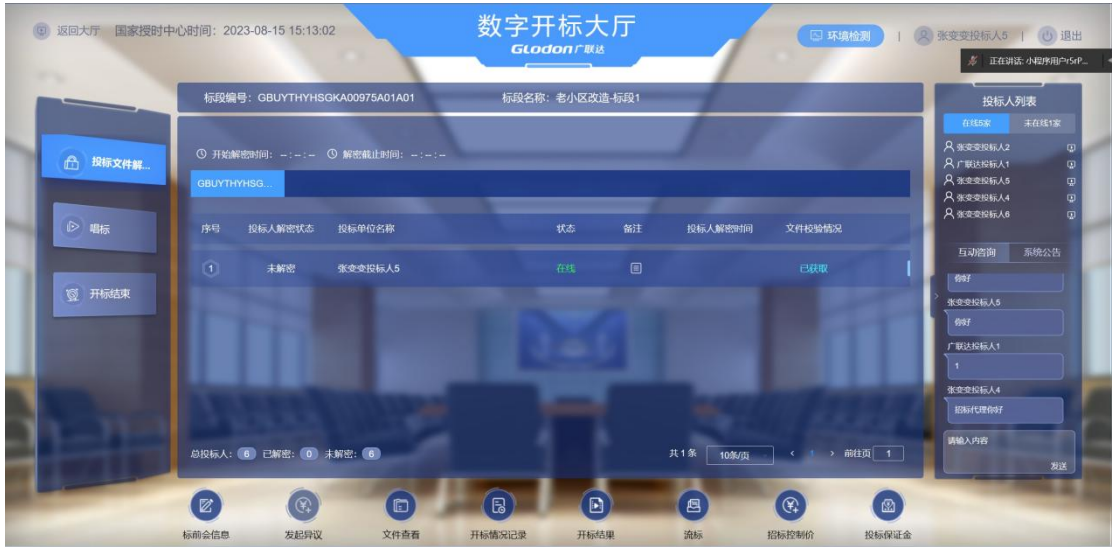 返回大厅 国家授时中心时间：2023-08-15 15:13:02
数字开标大厅
GLodon广联达
环境检测 | 张变变投标人5 | 退出
正在讲话: 小程序用户r5rP...
标段编号：GBUYTHYHSGKA00975A01A01 标段名称：老小区改造-标段1
投标文件解...
唱标
开标结束
开始解密时间：--:--:-- 解密截止时间：--:--:--
GBUYTHYHSG...
序号 投标人解密状态 投标单位名称 状态 备注 投标人解密时间 文件校验情况
1 未解密 张变变投标人5 在线 已获取
总投标人： 6 已解密： 0 未解密： 6
共1条 10条/页 < 1 > 前往页 1
投标人列表
在线5家 未在线1家
张变变投标人2
广联达投标人1
张变变投标人5
张变变投标人4
张变变投标人6
互动咨询 系统公告
你好
张变变投标人5
你好
广联达投标人1
1
张变变投标人4
招标代理你好
请输入内容
发送
标前会信息 发起异议 文件查看 开标情况记录 开标结果 流标 招标控制价 投标保证金